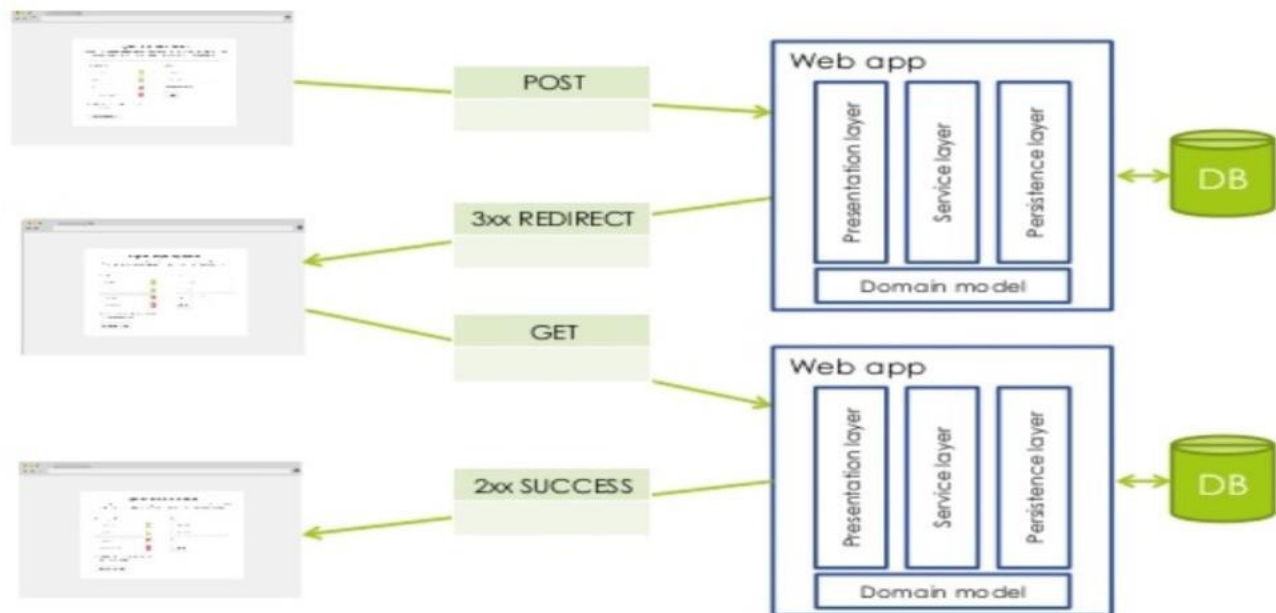 POST
Web app
Presentation layer
Service layer
Persistence layer
Domain model
DB
3xx REDIRECT
GET
Web app
Presentation layer
Service layer
Persistence layer
Domain model
DB
2xx SUCCESS